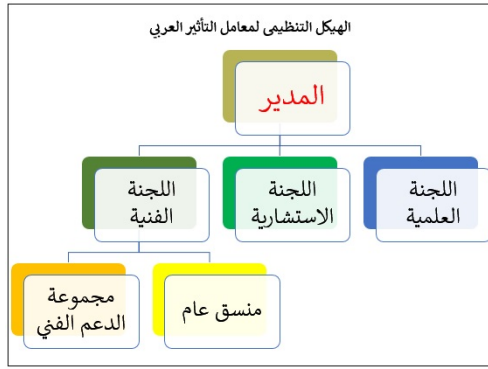 الهيكل التنظيمى لمعامل التأثير العربي
المدير
اللجنة
العلمية
اللجنة
الاستشارية
اللجنة
الفنية
منسق عام
مجموعة
الدعم الفني